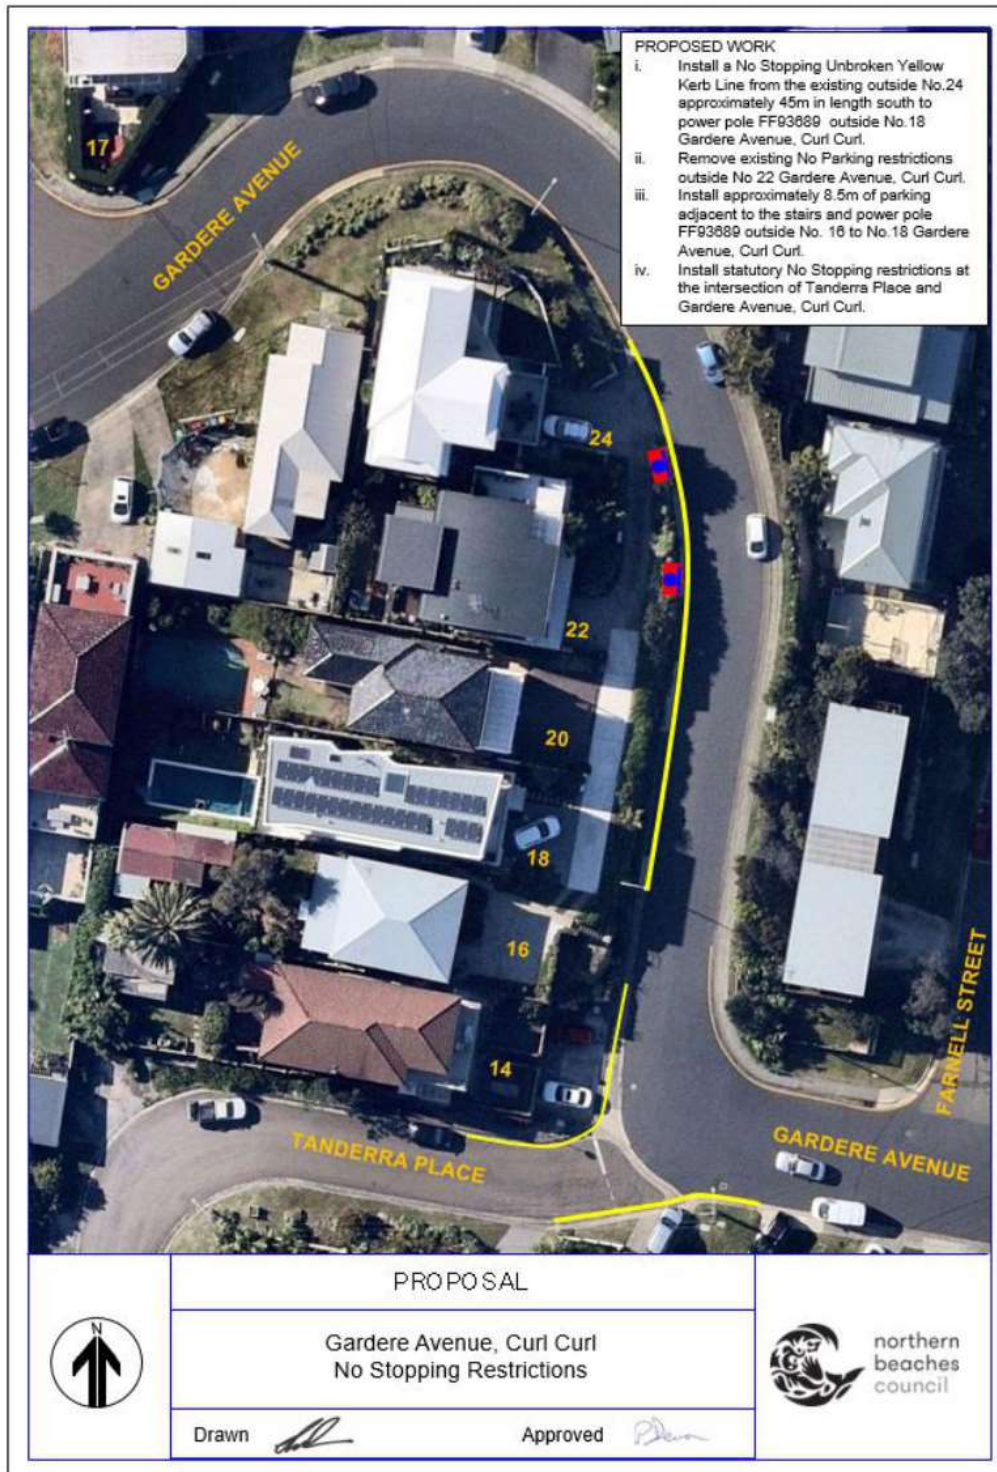 PROPOSED WORK
i. Install a No Stopping Unbroken Yellow
Kerb Line from the existing outside No.24
approximately 45m in length south to
power pole FF93689 outside No.18
Gardere Avenue, Curl Curl.
ii. Remove existing No Parking restrictions
outside No 22 Gardere Avenue, Curl Curl.
iii. Install approximately 8.5m of parking
adjacent to the stairs and power pole
FF93689 outside No. 16 to No.18 Gardere
Avenue, Curl Curl.
iv. Install statutory No Stopping restrictions at
the intersection of Tanderra Place and
Gardere Avenue, Curl Curl.
17
GARDERE AVENUE
24
22
20
18
16
14
FARNELL STREET
TANDERRA PLACE
GARDERE AVENUE
PROPOSAL
N
Gardere Avenue, Curl Curl
No Stopping Restrictions
northern
beaches
council
Drawn
Approved